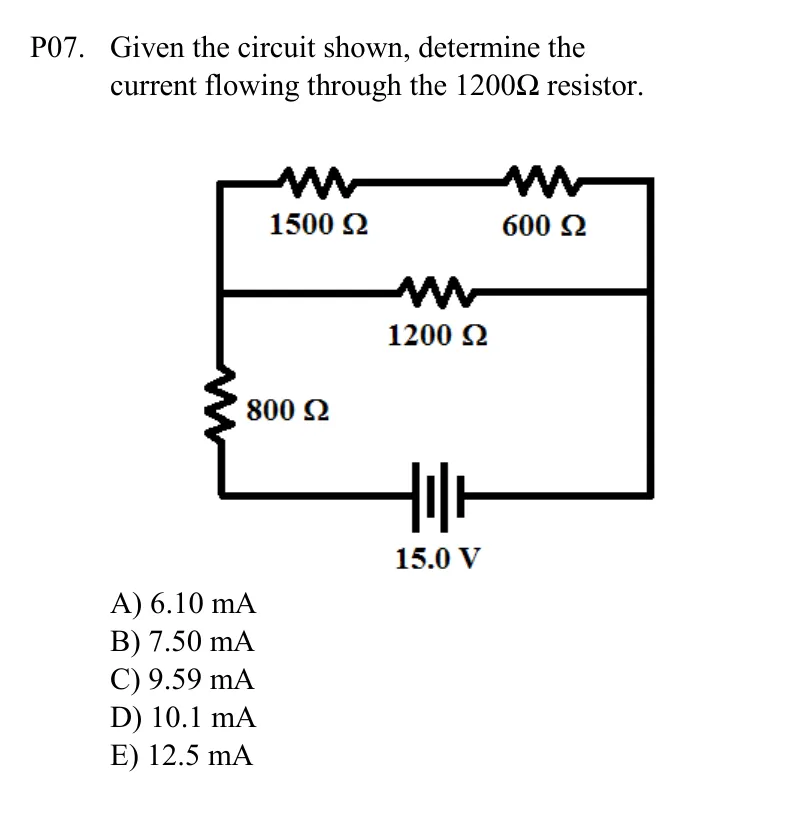 P07. Given the circuit shown, determine the
current flowing through the 1200Ω resistor.
1500 Ω
600 Ω
1200 Ω
800 Ω
15.0 V
A) 6.10 mA
B) 7.50 mA
C) 9.59 mA
D) 10.1 mA
E) 12.5 mA